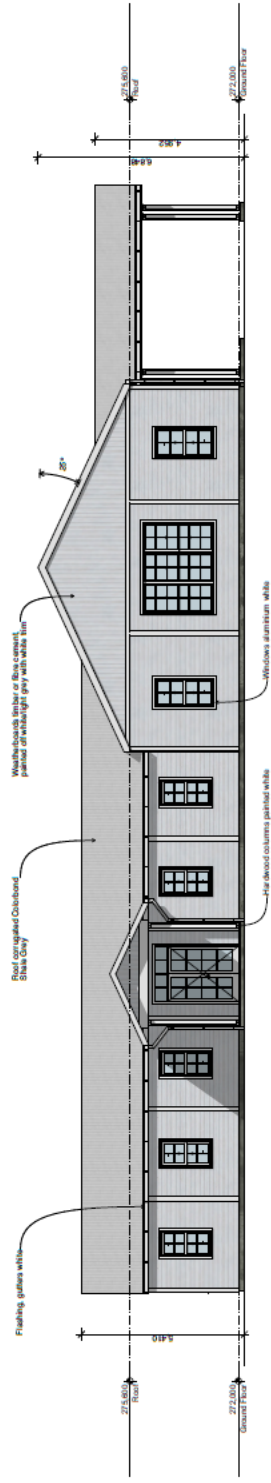 Flashing, gutters white
Roof corrugated Colorbond
Shale Grey
Weatherboards timber or fibre cement,
painted off white/light grey with white trim
25°
275,600
Roof
272,000
Ground Floor
5,410
6,848
4,952
275,600
Roof
272,000
Ground Floor
Hardwood columns painted white
Windows aluminium white